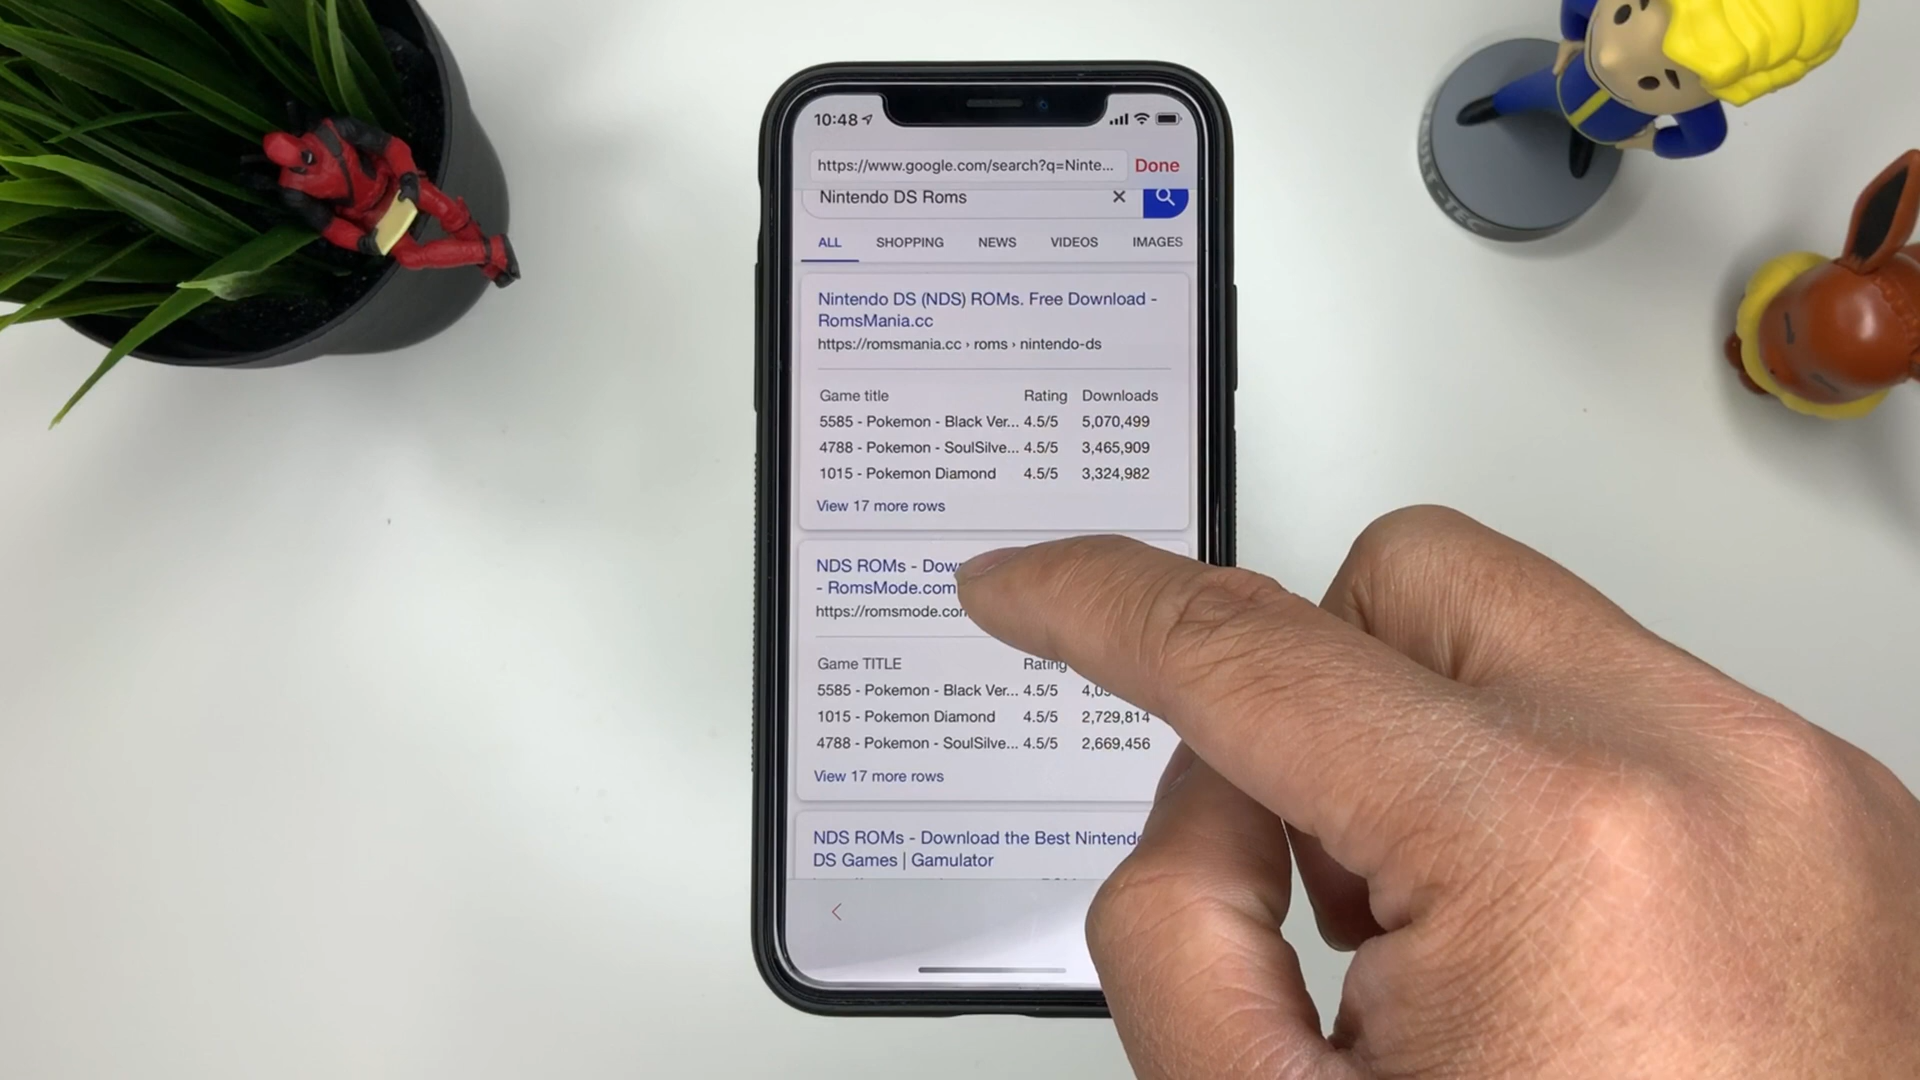 10:48
https://www.google.com/search?q=Ninte... Done
Nintendo DS Roms
ALL SHOPPING NEWS VIDEOS IMAGES
Nintendo DS (NDS) ROMs. Free Download -
RomsMania.cc
https://romsmania.cc › roms › nintendo-ds
Game title Rating Downloads
5585 - Pokemon - Black Ver... 4.5/5 5,070,499
4788 - Pokemon - SoulSilve... 4.5/5 3,465,909
1015 - Pokemon Diamond 4.5/5 3,324,982
View 17 more rows
NDS ROMs -
- RomsMode.com
Game TITLE Rating
5585 - Pokemon - Black Ver... 4.5/5
1015 - Pokemon Diamond 4.5/5 2,729,814
4788 - Pokemon - SoulSilve... 4.5/5 2,669,456
View 17 more rows
NDS ROMs - Download the Best Nintendo
DS Games | Gamulator